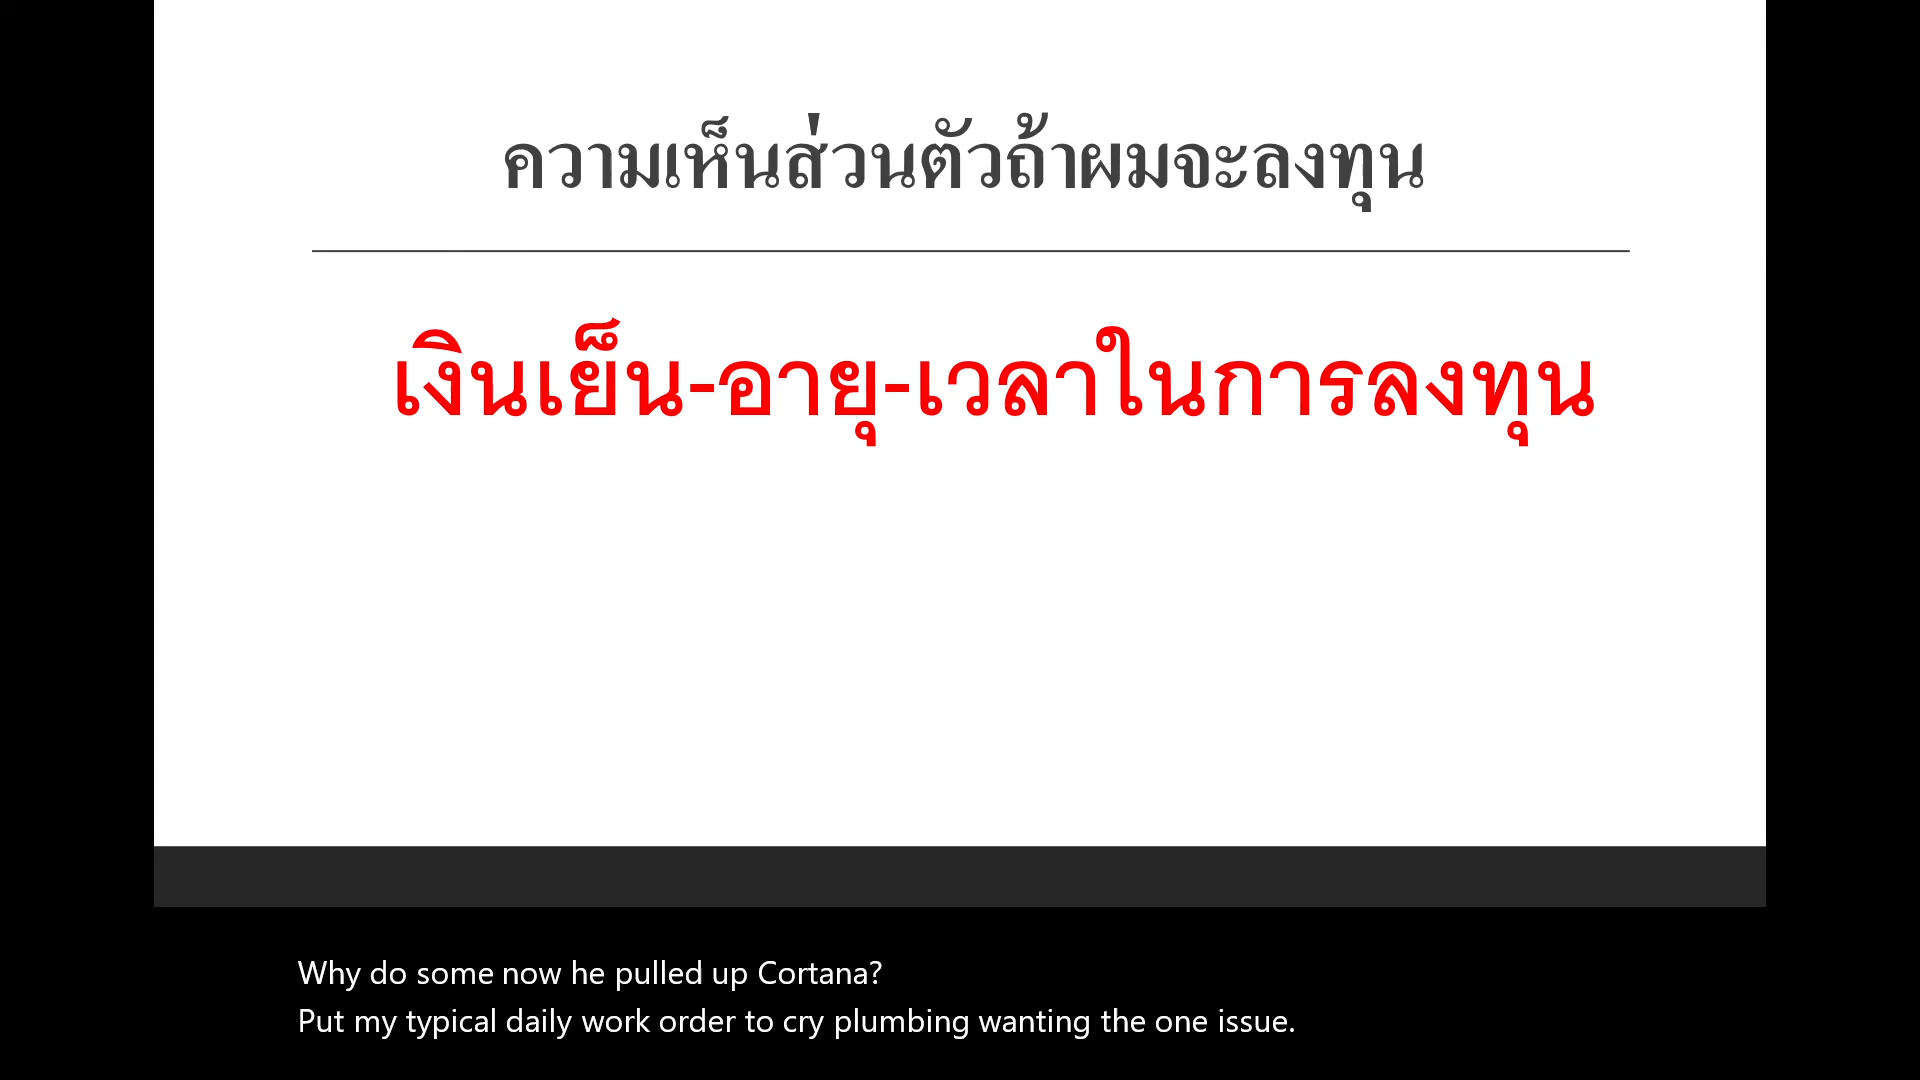 ความเห็นส่วนตัวถ้าผมจะลงทุน
เงินเย็น-อายุ-เวลาในการลงทุน
Why do some now he pulled up Cortana?
Put my typical daily work order to cry plumbing wanting the one issue.